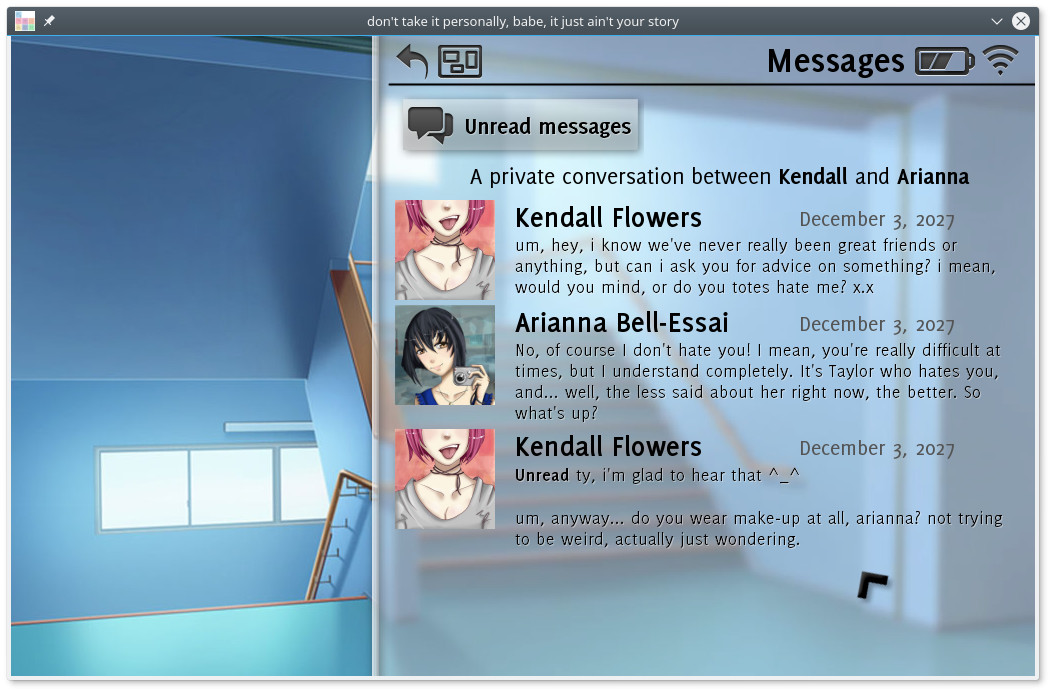 don't take it personally, babe, it just ain't your story
Messages
Unread messages
A private conversation between Kendall and Arianna
Kendall Flowers
December 3, 2027
um, hey, i know we've never really been great friends or
anything, but can i ask you for advice on something? i mean,
would you mind, or do you totes hate me? x.x
Arianna Bell-Essai
December 3, 2027
No, of course I don't hate you! I mean, you're really difficult at
times, but I understand completely. It's Taylor who hates you,
and... well, the less said about her right now, the better. So
what's up?
Kendall Flowers
December 3, 2027
Unread ty, i'm glad to hear that ^_^
um, anyway... do you wear make-up at all, arianna? not trying
to be weird, actually just wondering.